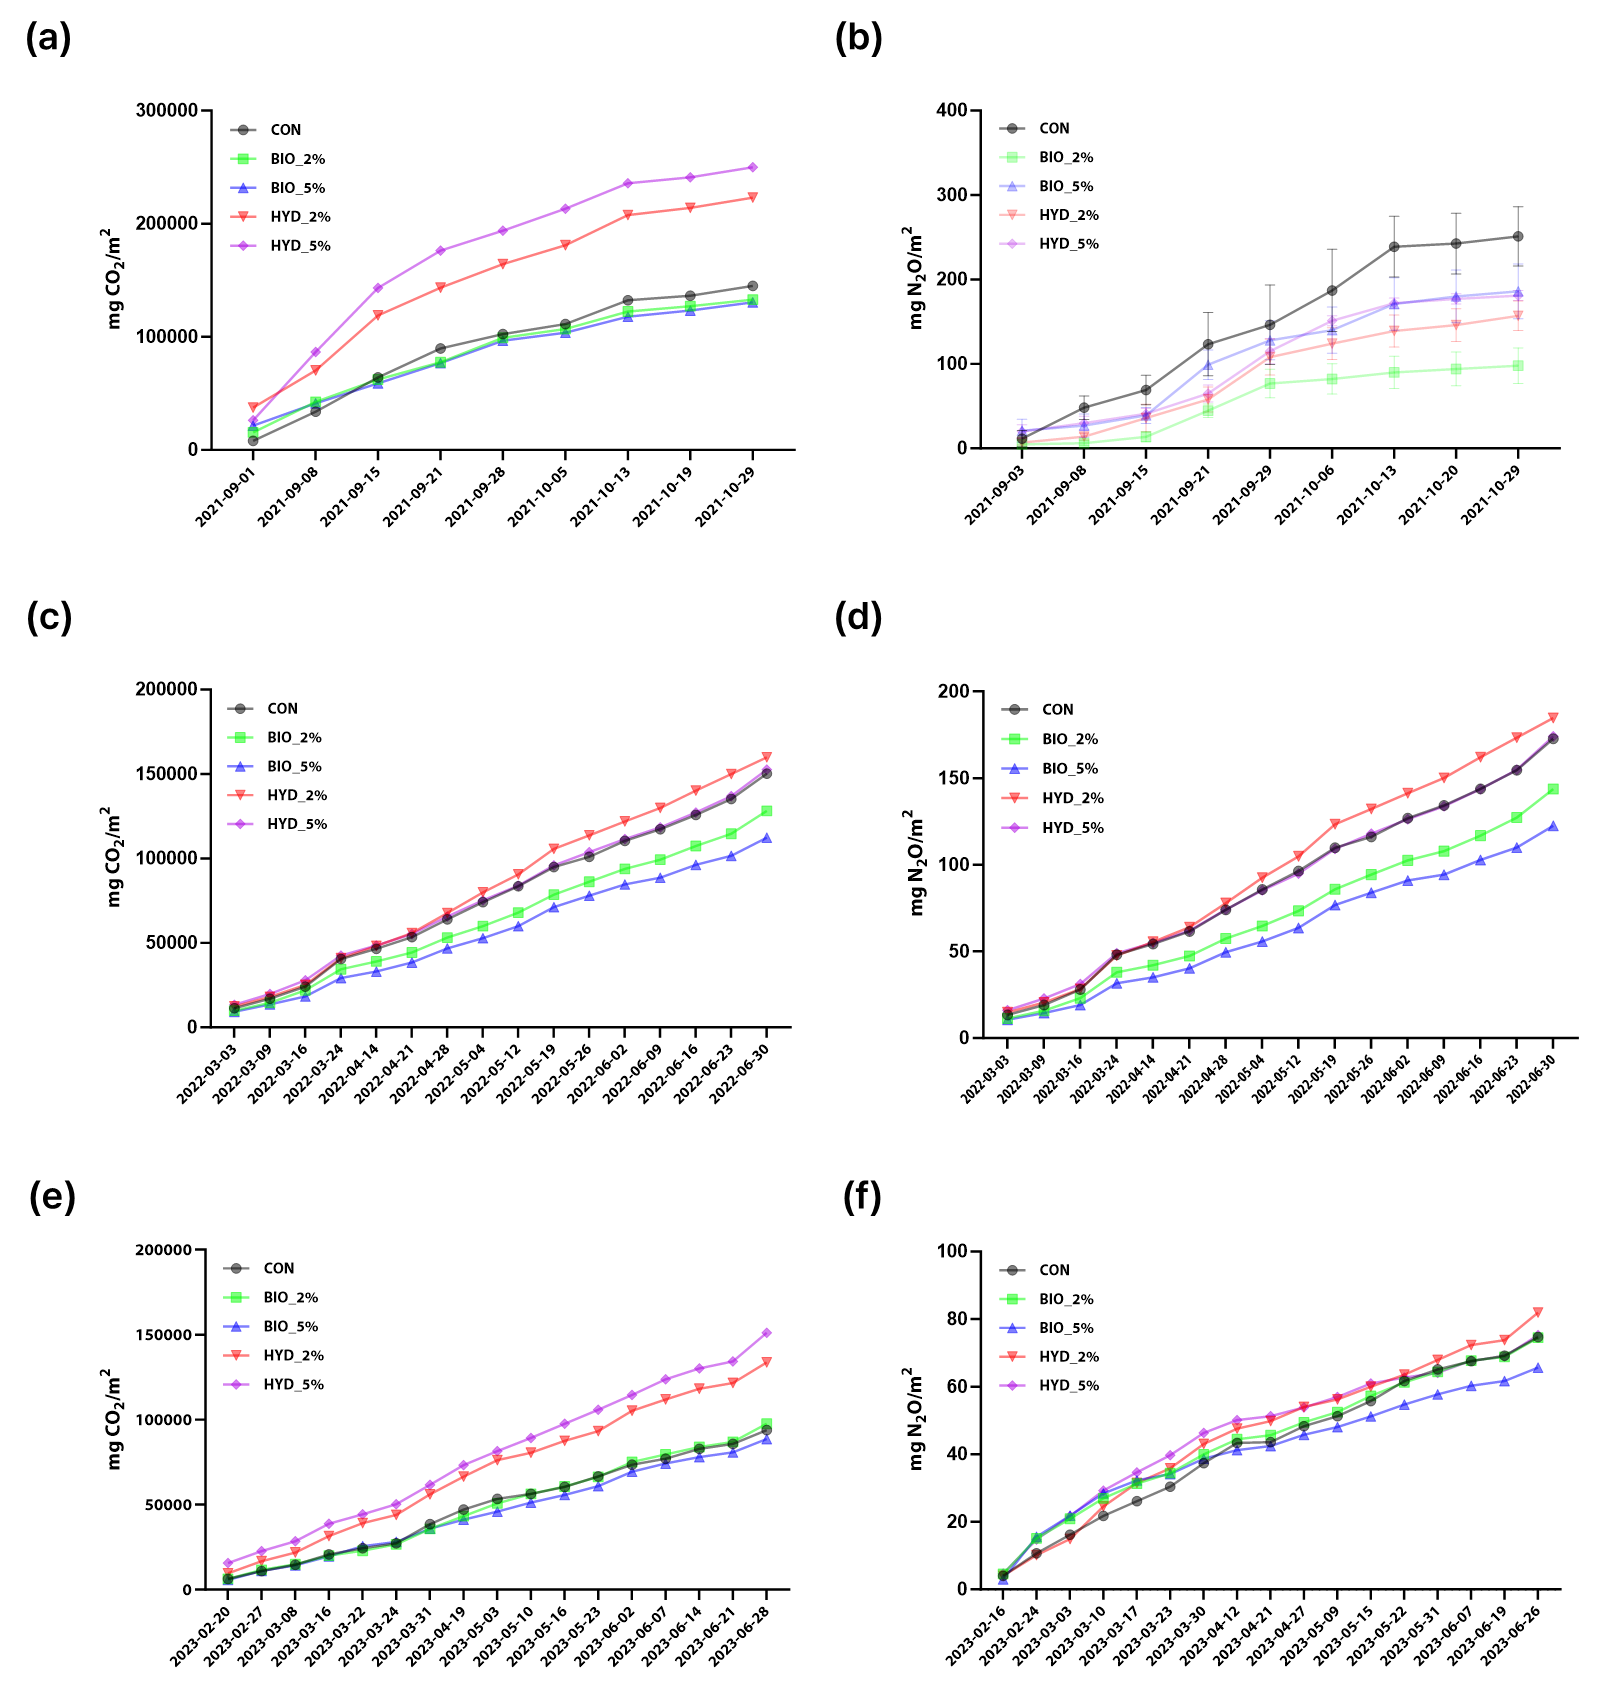 (a)
mg CO2/m2
300000
200000
100000
0
CON
BIO_2%
BIO_5%
HYD_2%
HYD_5%
2021-09-01
2021-09-08
2021-09-15
2021-09-21
2021-09-28
2021-10-05
2021-10-13
2021-10-19
2021-10-29
(b)
mg N2O/m2
400
300
200
100
0
CON
BIO_2%
BIO_5%
HYD_2%
HYD_5%
2021-09-03
2021-09-08
2021-09-15
2021-09-21
2021-09-29
2021-10-06
2021-10-13
2021-10-20
2021-10-29
(c)
mg CO2/m2
200000
150000
100000
50000
0
CON
BIO_2%
BIO_5%
HYD_2%
HYD_5%
2022-03-03
2022-03-09
2022-03-16
2022-03-24
2022-04-14
2022-04-21
2022-04-28
2022-05-04
2022-05-12
2022-05-19
2022-05-26
2022-06-02
2022-06-09
2022-06-16
2022-06-23
2022-06-30
(d)
mg N2O/m2
200
150
100
50
0
CON
BIO_2%
BIO_5%
HYD_2%
HYD_5%
2022-03-03
2022-03-09
2022-03-16
2022-03-24
2022-04-14
2022-04-21
2022-04-28
2022-05-04
2022-05-12
2022-05-19
2022-05-26
2022-06-02
2022-06-09
2022-06-16
2022-06-23
2022-06-30
(e)
mg CO2/m2
200000
150000
100000
50000
0
CON
BIO_2%
BIO_5%
HYD_2%
HYD_5%
2023-02-20
2023-02-27
2023-03-08
2023-03-16
2023-03-22
2023-03-24
2023-03-31
2023-04-19
2023-05-03
2023-05-10
2023-05-16
2023-05-23
2023-06-02
2023-06-07
2023-06-14
2023-06-21
2023-06-28
(f)
mg N2O/m2
100
80
60
40
20
0
CON
BIO_2%
BIO_5%
HYD_2%
HYD_5%
2023-02-16
2023-02-24
2023-03-03
2023-03-10
2023-03-17
2023-03-23
2023-03-30
2023-04-12
2023-04-21
2023-04-27
2023-05-09
2023-05-15
2023-05-22
2023-05-31
2023-06-07
2023-06-19
2023-06-26